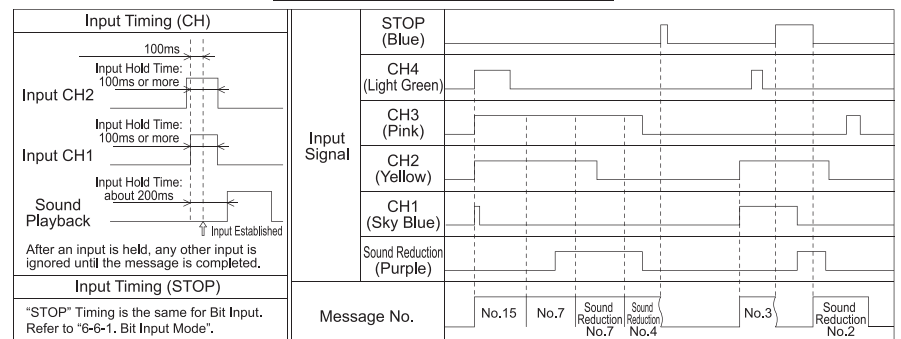 Input Timing (CH)
100ms
Input Hold Time:
100ms or more
Input CH2
Input Hold Time:
100ms or more
Input CH1
Input Hold Time:
about 200ms
Sound
Playback
Input Established
After an input is held, any other input is
ignored until the message is completed.
Input Timing (STOP)
"STOP" Timing is the same for Bit Input.
Refer to "6-6-1. Bit Input Mode".
Input
Signal
STOP
(Blue)
CH4
(Light Green)
CH3
(Pink)
CH2
(Yellow)
CH1
(Sky Blue)
Sound Reduction
(Purple)
Message No.
No.15
No.7
Sound
Reduction
No.7
Sound
Reduction
No.4
No.3
Sound
Reduction
No.2